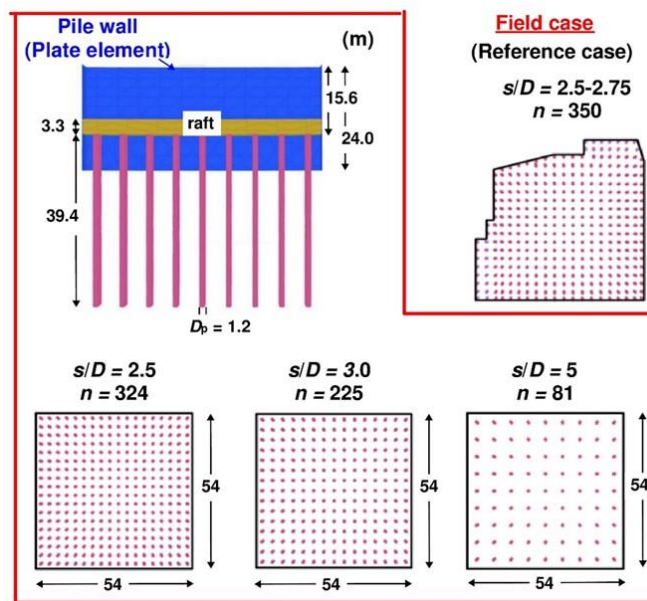 Pile wall
(Plate element)
(m)
15.6
3.3
raft
24.0
39.4
Dp = 1.2
Field case
(Reference case)
s/D = 2.5-2.75
n = 350
s/D = 2.5
n = 324
54
54
s/D = 3.0
n = 225
54
54
s/D = 5
n = 81
54
54